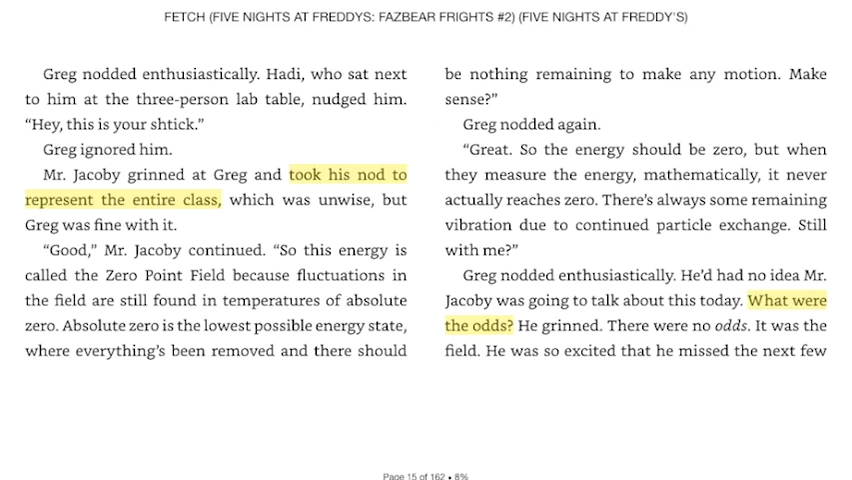 FETCH (FIVE NIGHTS AT FREDDYS: FAZBEAR FRIGHTS #2) (FIVE NIGHTS AT FREDDY'S)
Greg nodded enthusiastically. Hadi, who sat next
to him at the three-person lab table, nudged him.
“Hey, this is your shtick.”
Greg ignored him.
Mr. Jacoby grinned at Greg and took his nod to
represent the entire class, which was unwise, but
Greg was fine with it.
“Good,” Mr. Jacoby continued. “So this energy is
called the Zero Point Field because fluctuations in
the field are still found in temperatures of absolute
zero. Absolute zero is the lowest possible energy state,
where everything’s been removed and there should
be nothing remaining to make any motion. Make
sense?”
Greg nodded again.
“Great. So the energy should be zero, but when
they measure the energy, mathematically, it never
actually reaches zero. There’s always some remaining
vibration due to continued particle exchange. Still
with me?”
Greg nodded enthusiastically. He’d had no idea Mr.
Jacoby was going to talk about this today. What were
the odds? He grinned. There were no odds. It was the
field. He was so excited that he missed the next few
Page 15 of 162 • 8%